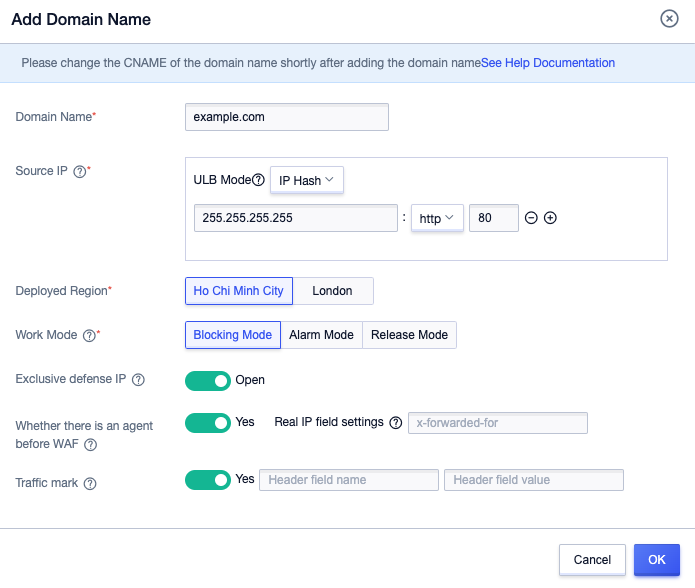 Add Domain Name
Please change the CNAME of the domain name shortly after adding the domain nameSee Help Documentation
Domain Name* example.com
Source IP ?* ULB Mode? IP Hash
255.255.255.255 : http 80
Deployed Region* Ho Chi Minh City London
Work Mode ?* Blocking Mode Alarm Mode Release Mode
Exclusive defense IP ? Open
Whether there is an agent before WAF ? Yes Real IP field settings ? x-forwarded-for
Traffic mark ? Yes Header field name Header field value
Cancel OK